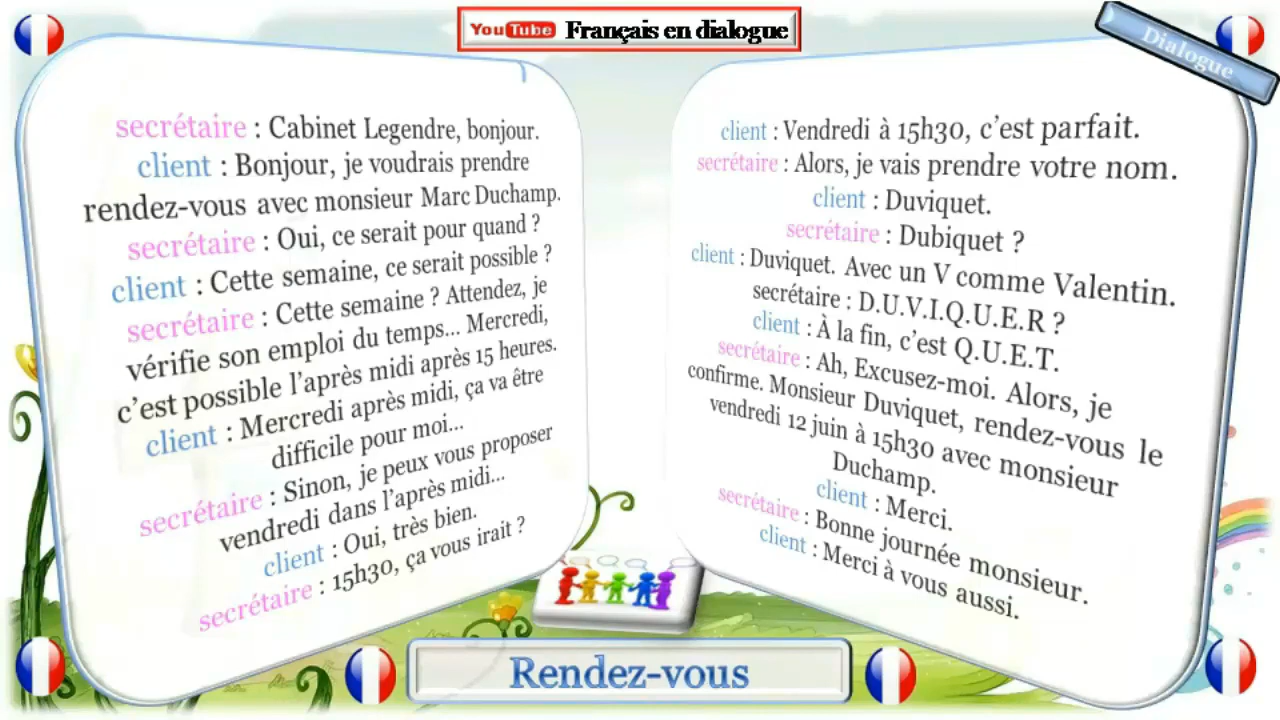 YouTube Français en dialogue
Dialogue
secrétaire : Cabinet Legendre, bonjour.
client : Bonjour, je voudrais prendre
rendez-vous avec monsieur Marc Duchamp.
secrétaire : Oui, ce serait pour quand ?
client : Cette semaine, ce serait possible ?
secrétaire : Cette semaine ? Attendez, je
vérifie son emploi du temps... Mercredi,
c'est possible l'après midi après 15 heures.
client : Mercredi après midi, ça va être
difficile pour moi...
secrétaire : Sinon, je peux vous proposer
vendredi dans l'après midi...
client : Oui, très bien.
secrétaire : 15h30, ça vous irait ?
client : Vendredi à 15h30, c'est parfait.
secrétaire : Alors, je vais prendre votre nom.
client : Duviquet.
secrétaire : Dubiquet ?
client : Duviquet. Avec un V comme Valentin.
secrétaire : D.U.V.I.Q.U.E.R ?
client : À la fin, c'est Q.U.E.T.
secrétaire : Ah, Excusez-moi. Alors, je
confirme. Monsieur Duviquet, rendez-vous le
vendredi 12 juin à 15h30 avec monsieur
Duchamp.
client : Merci.
secrétaire : Bonne journée monsieur.
client : Merci à vous aussi.
Rendez-vous